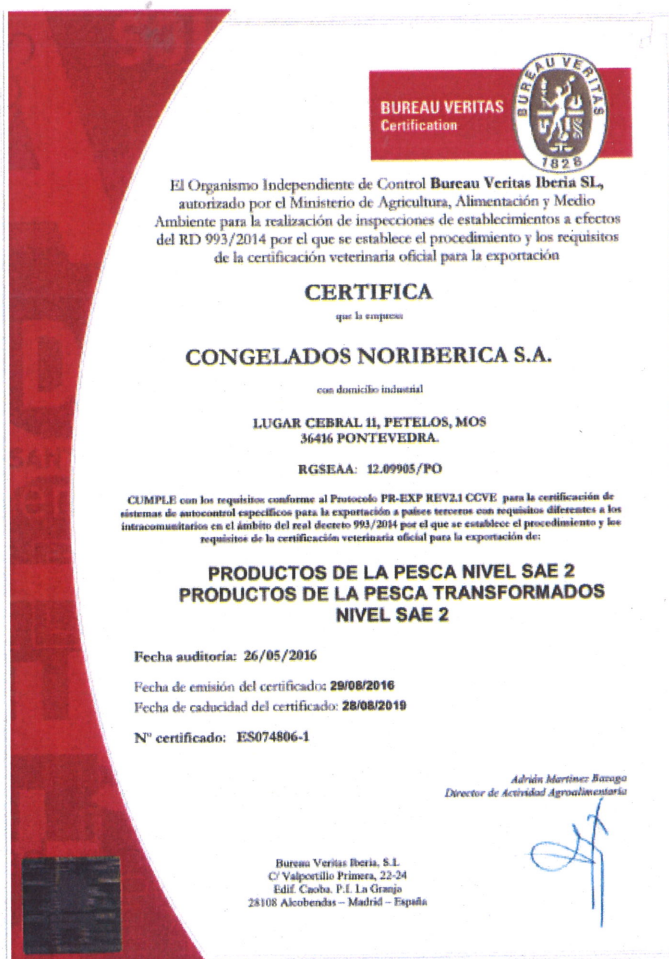 BUREAU VERITAS
Certification
BUREAU VERITAS
1828
El Organismo Independiente de Control Bureau Veritas Iberia SL,
autorizado por el Ministerio de Agricultura, Alimentación y Medio
Ambiente para la realización de inspecciones de establecimientos a efectos
del RD 993/2014 por el que se establece el procedimiento y los requisitos
de la certificación veterinaria oficial para la exportación
CERTIFICA
que la empresa
CONGELADOS NORIBERICA S.A.
con domicilio industrial
LUGAR CEBRAL 11, PETELOS, MOS
36416 PONTEVEDRA.
RGSEAA: 12.09905/PO
CUMPLE con los requisitos conforme al Protocolo PR-EXP REV2.1 CCVE para la certificación de
sistemas de autocontrol específicos para la exportación a países terceros con requisitos diferentes a los
intracomunitarios en el ámbito del real decreto 993/2014 por el que se establece el procedimiento y los
requisitos de la certificación veterinaria oficial para la exportación de:
PRODUCTOS DE LA PESCA NIVEL SAE 2
PRODUCTOS DE LA PESCA TRANSFORMADOS
NIVEL SAE 2
Fecha auditoría: 26/05/2016
Fecha de emisión del certificado: 29/08/2016
Fecha de caducidad del certificado: 28/08/2019
Nº certificado: ES074806-1
Adrián Martínez Bazago
Director de Actividad Agroalimentaria
Bureau Veritas Iberia, S.L
C/ Valportillo Primera, 22-24
Edif. Caoba. P.I. La Granja
28108 Alcobendas – Madrid – España